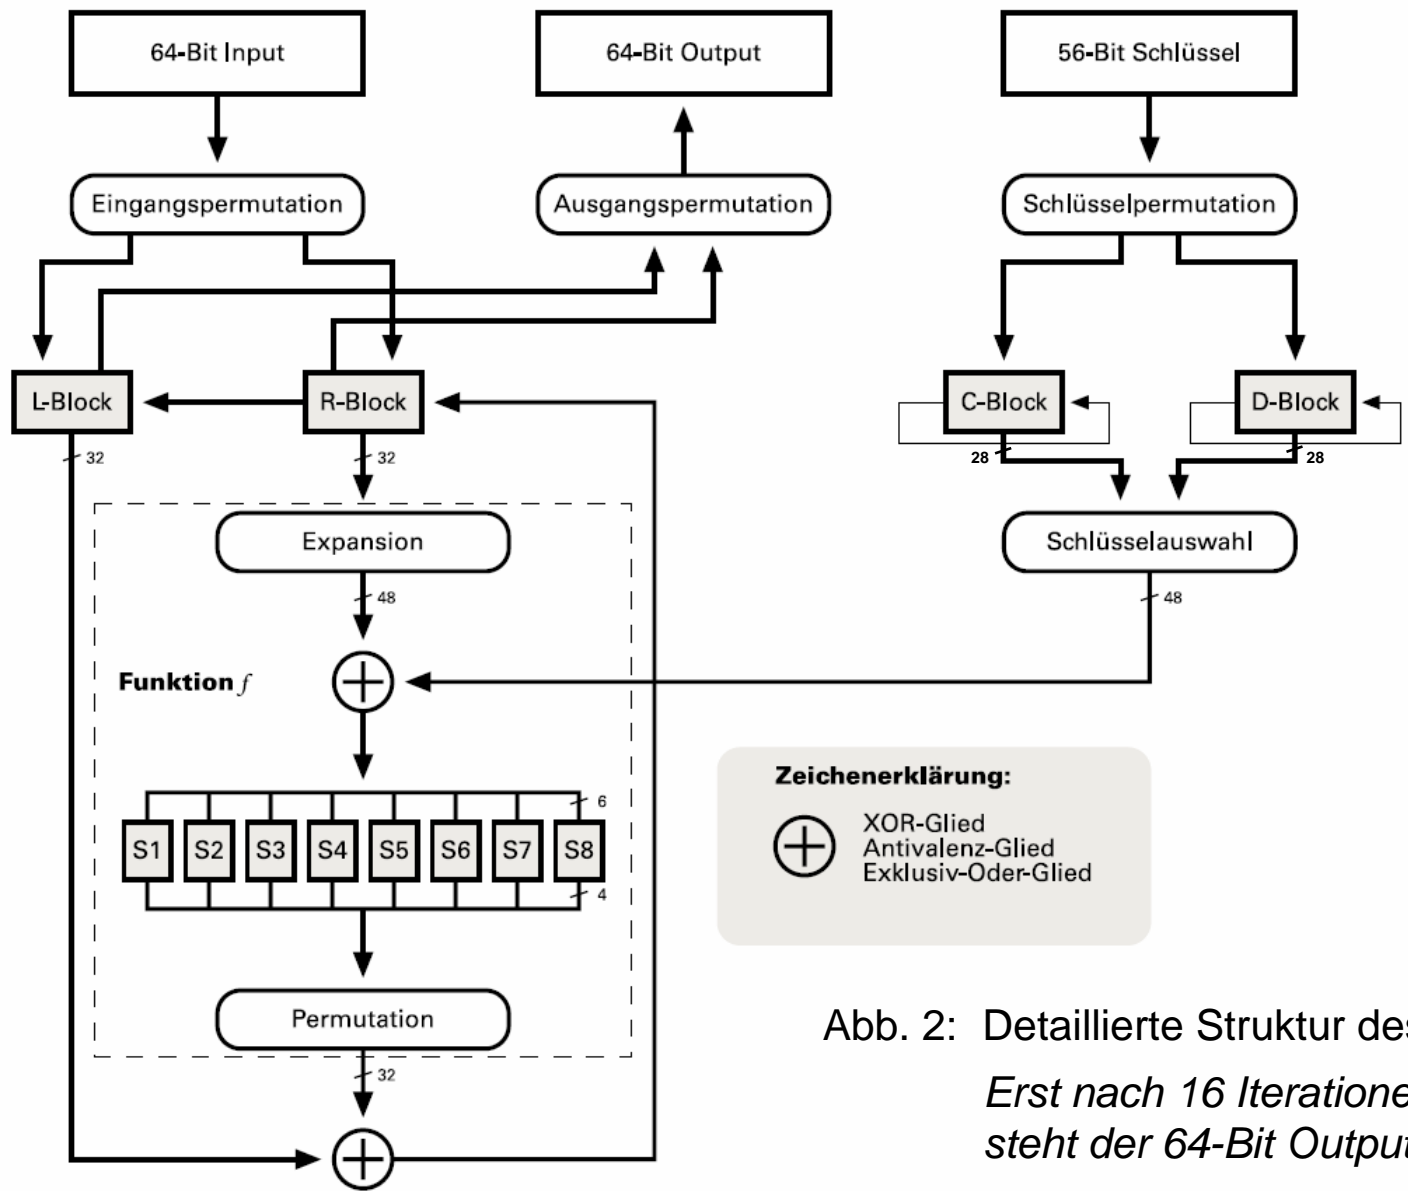 64-Bit Input
64-Bit Output
56-Bit Schlüssel
Eingangspermutation
Ausgangspermutation
Schlüsselpermutation
L-Block
R-Block
C-Block
D-Block
32
32
28
28
Expansion
Schlüsselauswahl
48
48
Funktion f
Zeichenerklärung:
XOR-Glied
Antivalenz-Glied
Exklusiv-Oder-Glied
6
S1 S2 S3 S4 S5 S6 S7 S8
4
Permutation
32
Abb. 2: Detaillierte Struktur des
Erst nach 16 Iteratione
steht der 64-Bit Output